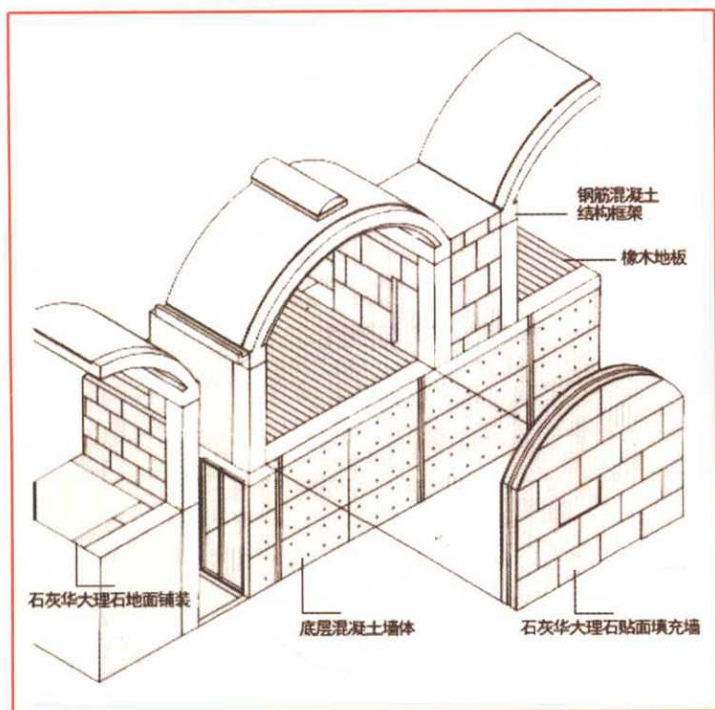 钢筋混凝土
结构框架
橡木地板
石灰华大理石地面铺装
底层混凝土墙体
石灰华大理石贴面填充墙